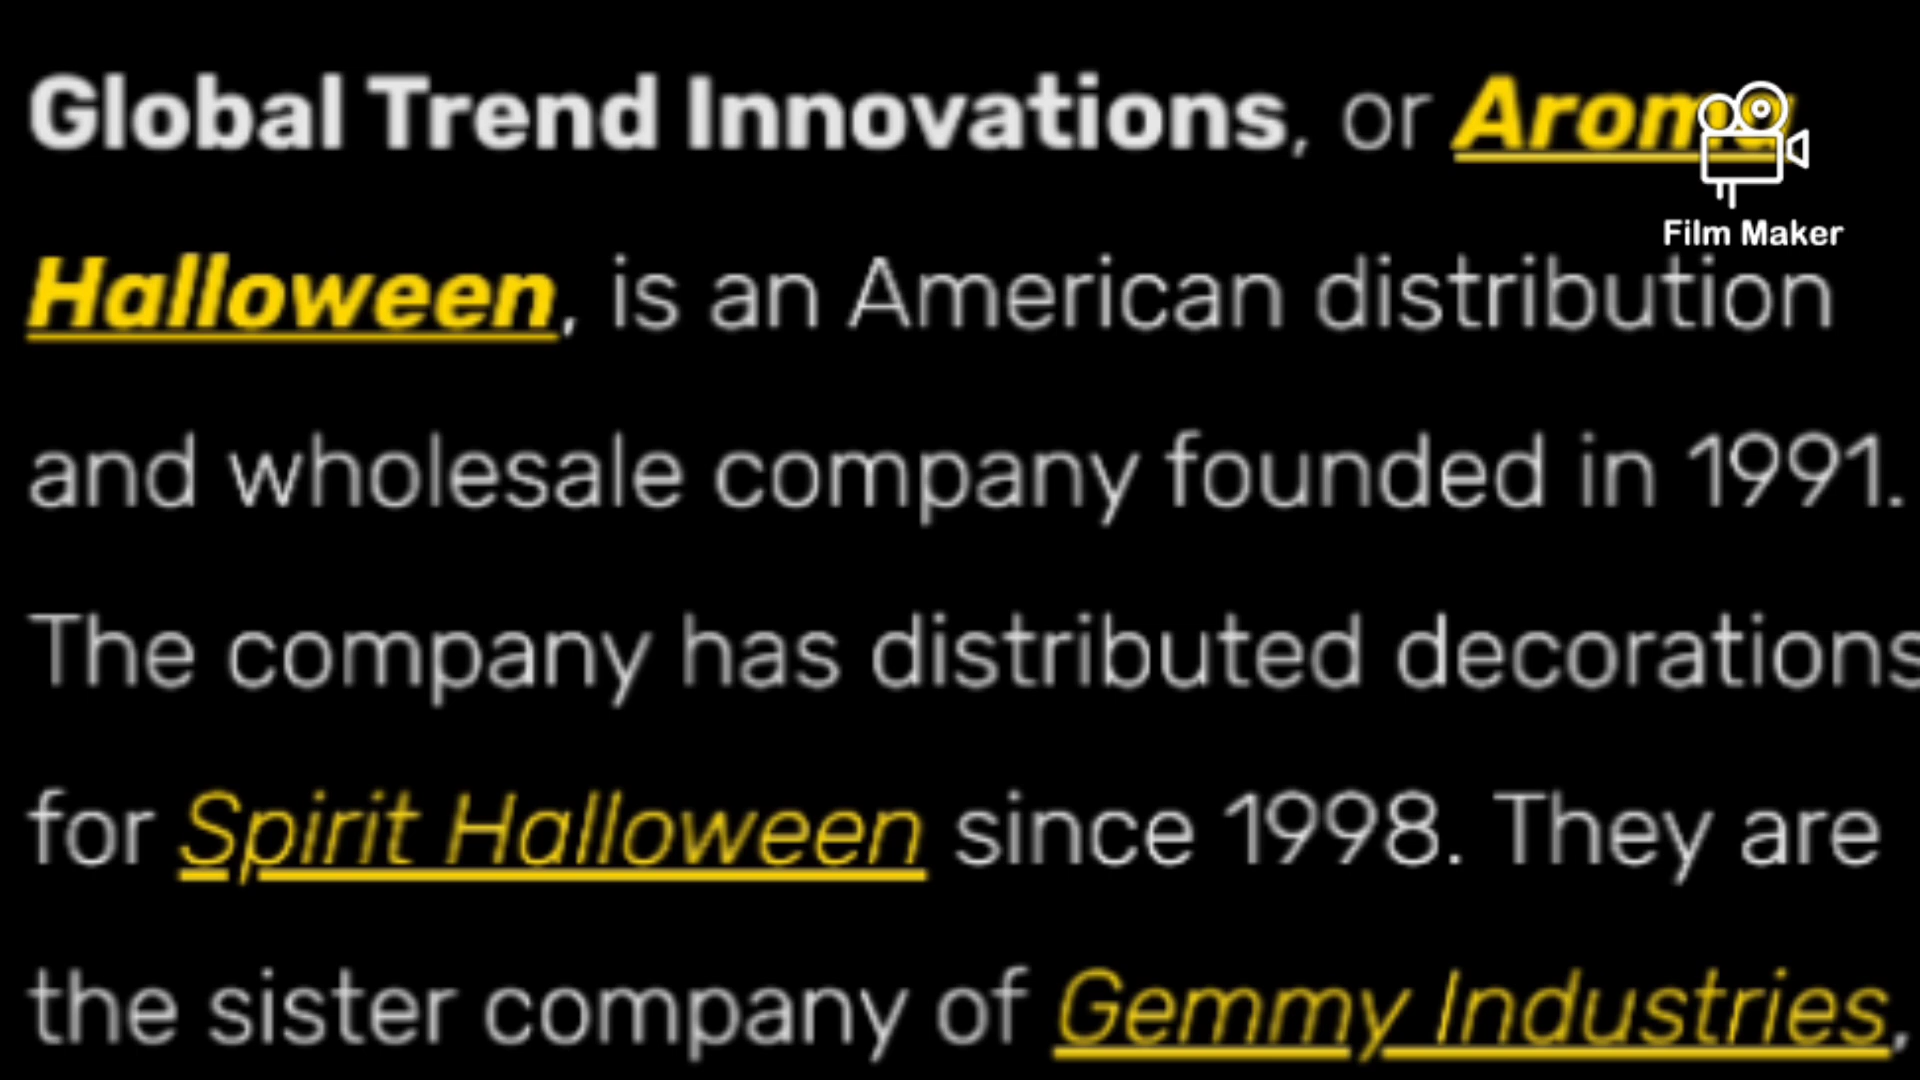 Global Trend Innovations, or Aroma
Halloween, is an American distribution
and wholesale company founded in 1991.
The company has distributed decorations
for Spirit Halloween since 1998. They are
the sister company of Gemmy Industries,
Film Maker